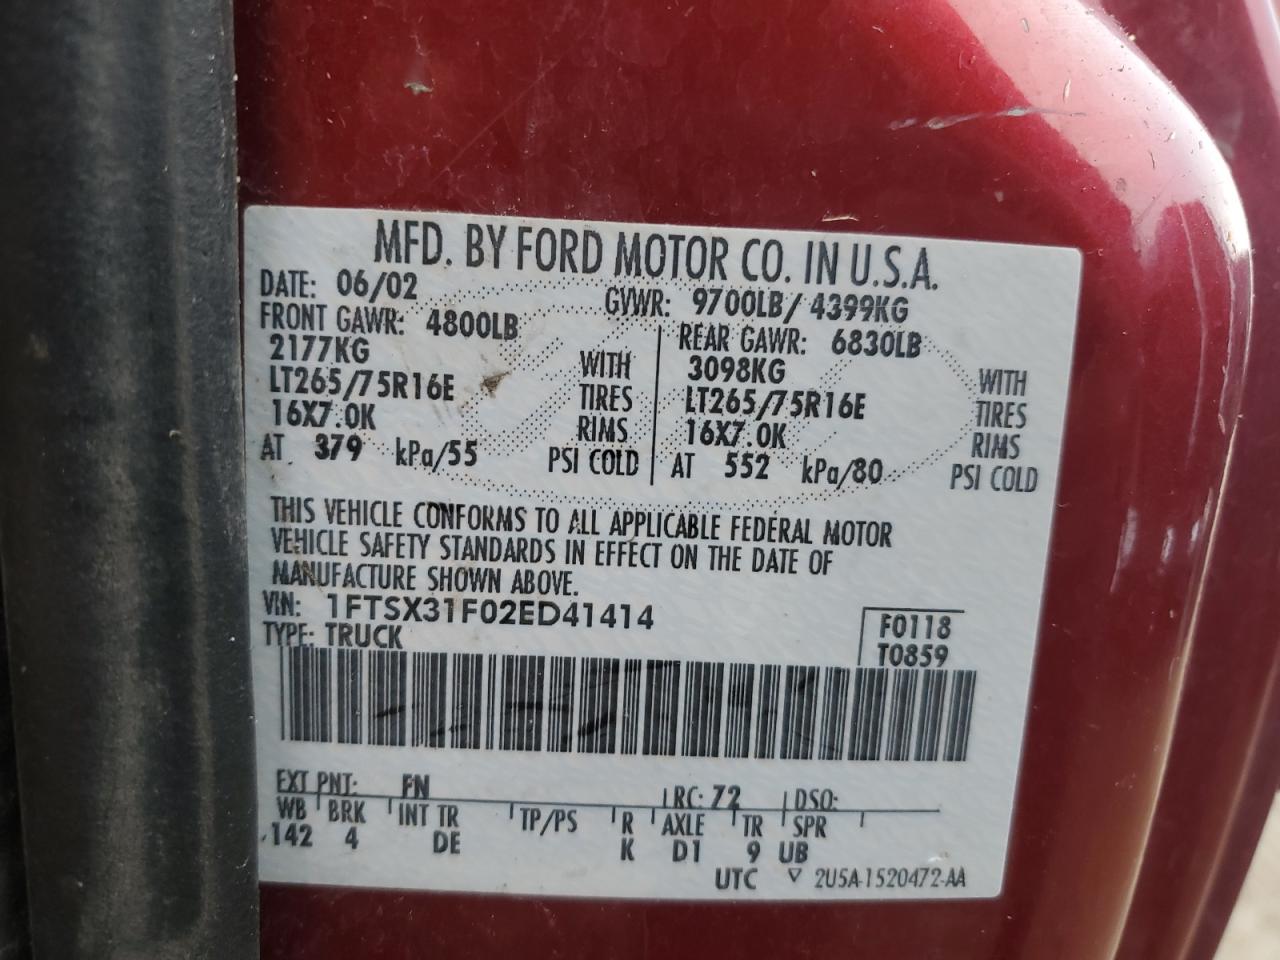 MFD. BY FORD MOTOR CO. IN U.S.A.
DATE: 06/02 GVWR: 9700LB/ 4399KG
FRONT GAWR: 4800LB REAR GAWR: 6830LB
2177KG WITH 3098KG WITH
LT265/75R16E TIRES LT265/75R16E TIRES
16X7.0K RIMS 16X7.0K RIMS
AT 379 kPa/55 PSI COLD AT 552 kPa/80 PSI COLD
THIS VEHICLE CONFORMS TO ALL APPLICABLE FEDERAL MOTOR
VEHICLE SAFETY STANDARDS IN EFFECT ON THE DATE OF
MANUFACTURE SHOWN ABOVE.
VIN: 1FTSX31F02ED41414 F0118
TYPE: TRUCK T0859
EXT PNT: FN RC: 72 DSO:
WB BRK INT TR TP/PS R AXLE TR SPR
142 4 DE K D1 9 UB
UTC ▽ 2U5A-1520472-AA